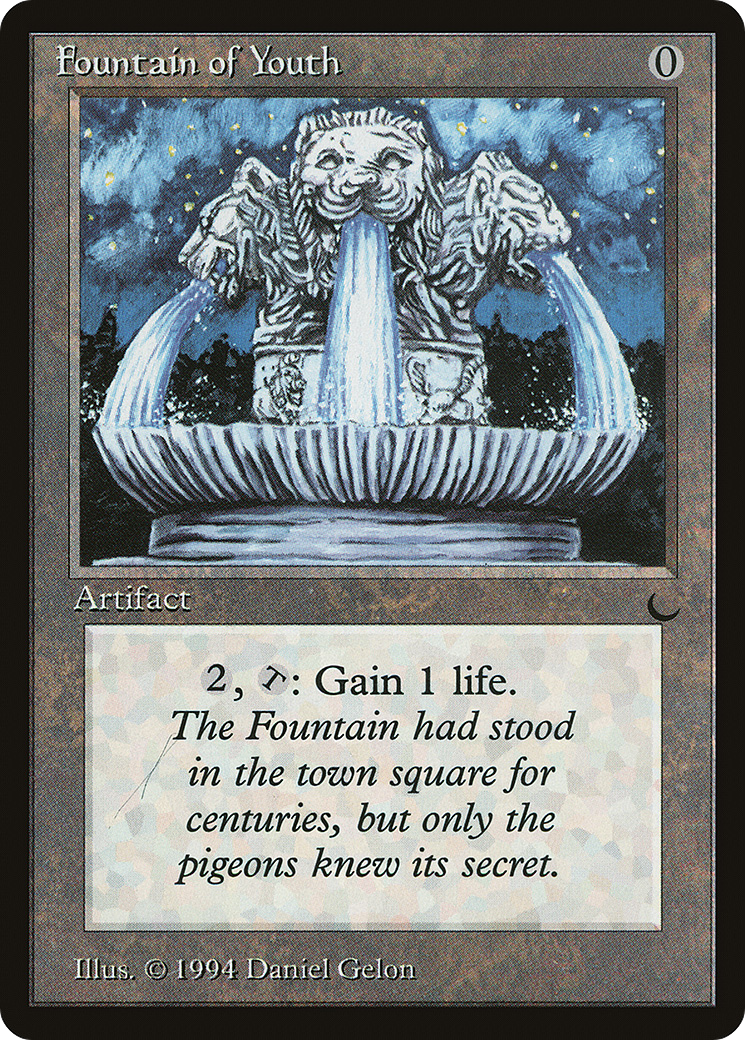 Fountain of Youth 0
Artifact
2, T: Gain 1 life.
The Fountain had stood
in the town square for
centuries, but only the
pigeons knew its secret.
Illus. © 1994 Daniel Gelon